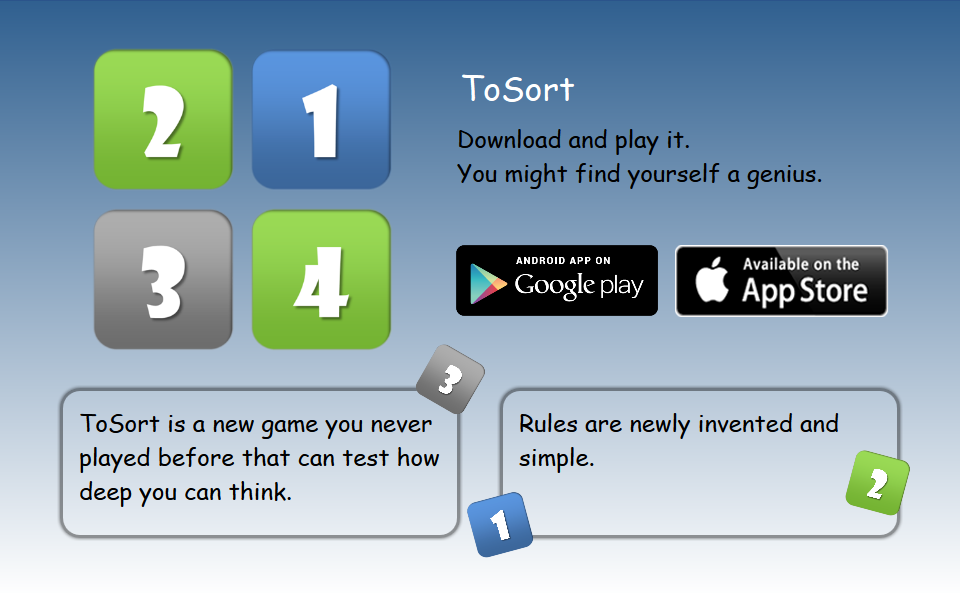 2 1
3 4
ToSort
Download and play it.
You might find yourself a genius.
ANDROID APP ON
Google play
Available on the
App Store
3
ToSort is a new game you never
played before that can test how
deep you can think.
Rules are newly invented and
simple.
2
1